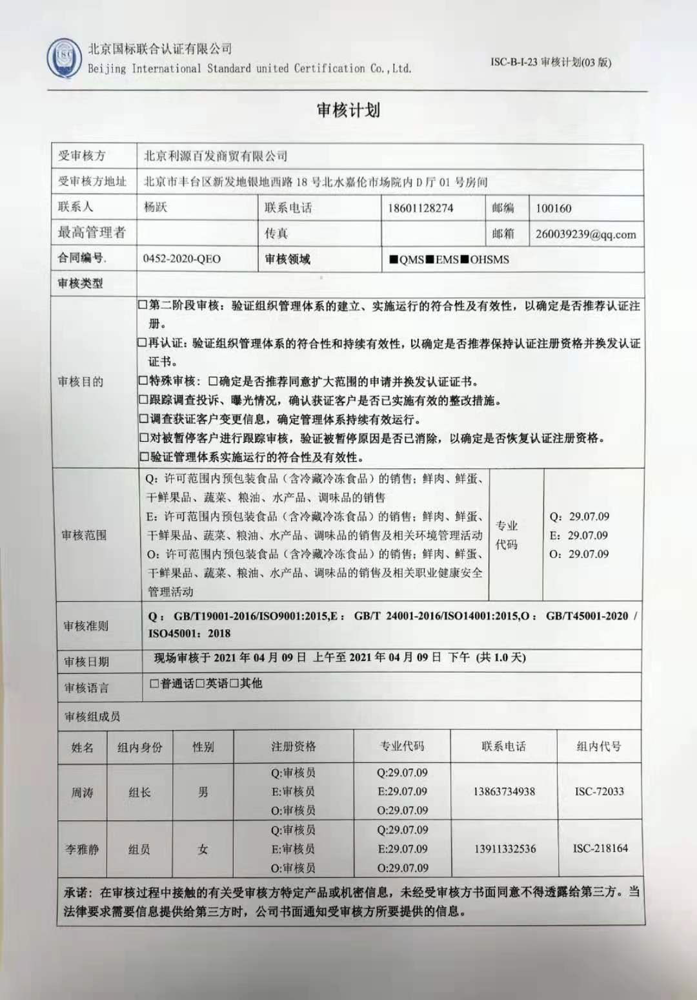 ISC
北京国标联合认证有限公司
Beijing International Standard united Certification Co.,Ltd.
ISC-B-I-23 审核计划(03 版)
审核计划
受审核方 北京利源百发商贸有限公司
受审核方地址 北京市丰台区新发地银地西路 18 号北水嘉伦市场院内 D 厅 01 号房间
联系人 杨跃 联系电话 18601128274 邮编 100160
最高管理者 传真 邮箱 260039239@qq.com
合同编号. 0452-2020-QEO 审核领域 ■QMS■EMS■OHSMS
审核类型
审核目的
□第二阶段审核：验证组织管理体系的建立、实施运行的符合性及有效性，以确定是否推荐认证注
册。
□再认证：验证组织管理体系的符合性和持续有效性，以确定是否推荐保持认证注册资格并换发认证
证书。
□特殊审核：□确定是否推荐同意扩大范围的申请并换发认证证书。
□跟踪调查投诉、曝光情况，确认获证客户是否已实施有效的整改措施。
□调查获证客户变更信息，确定管理体系持续有效运行。
□对被暂停客户进行跟踪审核，验证被暂停原因是否已消除，以确定是否恢复认证注册资格。
□验证管理体系实施运行的符合性及有效性。
审核范围
Q：许可范围内预包装食品（含冷藏冷冻食品）的销售；鲜肉、鲜蛋、
干鲜果品、蔬菜、粮油、水产品、调味品的销售
E：许可范围内预包装食品（含冷藏冷冻食品）的销售；鲜肉、鲜蛋、
干鲜果品、蔬菜、粮油、水产品、调味品的销售及相关环境管理活动
O：许可范围内预包装食品（含冷藏冷冻食品）的销售；鲜肉、鲜蛋、
干鲜果品、蔬菜、粮油、水产品、调味品的销售及相关职业健康安全
管理活动
专业
代码
Q：29.07.09
E：29.07.09
O：29.07.09
审核准则
Q： GB/T19001-2016/ISO9001:2015,E： GB/T 24001-2016/ISO14001:2015,O： GB/T45001-2020 /
ISO45001：2018
审核日期 现场审核于 2021 年 04 月 09 日 上午至 2021 年 04 月 09 日 下午 (共 1.0 天)
审核语言 □普通话□英语□其他
审核组成员
姓名 组内身份 性别 注册资格 专业代码 联系电话 组内代号
周涛 组长 男
Q:审核员 Q:29.07.09
E:审核员 E:29.07.09
O:审核员 O:29.07.09
13863734938 ISC-72033
李雅静 组员 女
Q:审核员 Q:29.07.09
E:审核员 E:29.07.09
O:审核员 O:29.07.09
13911332536 ISC-218164
承诺：在审核过程中接触的有关受审核方特定产品或机密信息，未经受审核方书面同意不得透露给第三方。当
法律要求需要信息提供给第三方时，公司书面通知受审核方所要提供的信息。